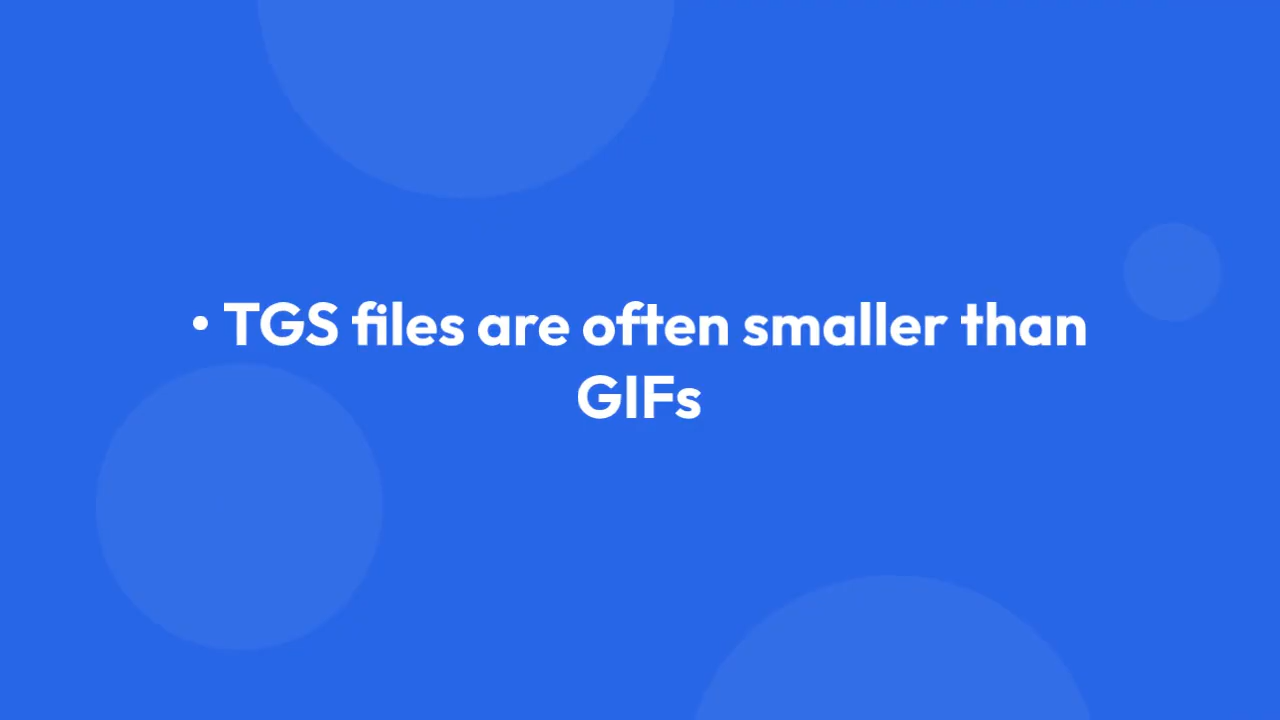 • TGS files are often smaller than
GIFs